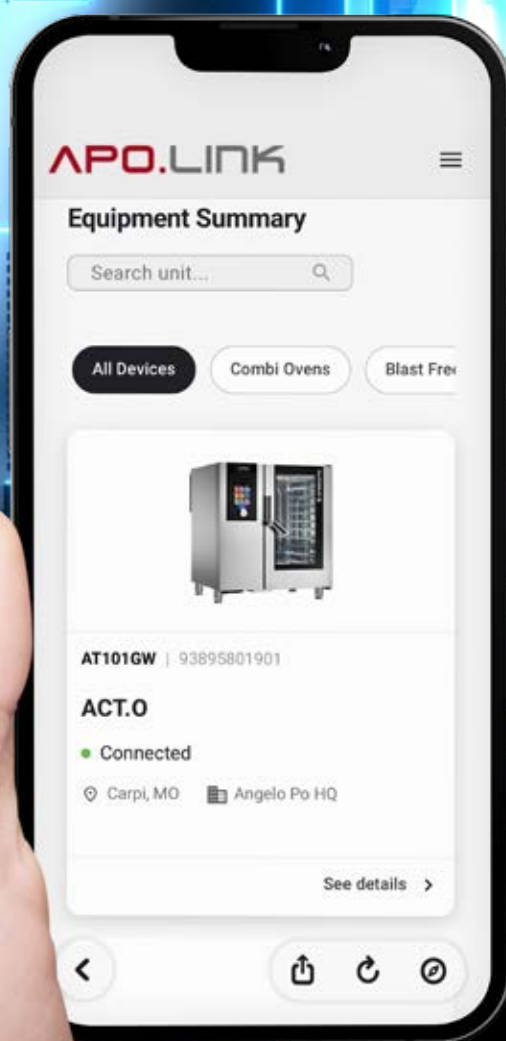 APO.LINK
Equipment Summary
Search unit...
All Devices Combi Ovens Blast Free
AT101GW | 93895801901
ACT.O
Connected
Carpi, MO Angelo Po HQ
See details